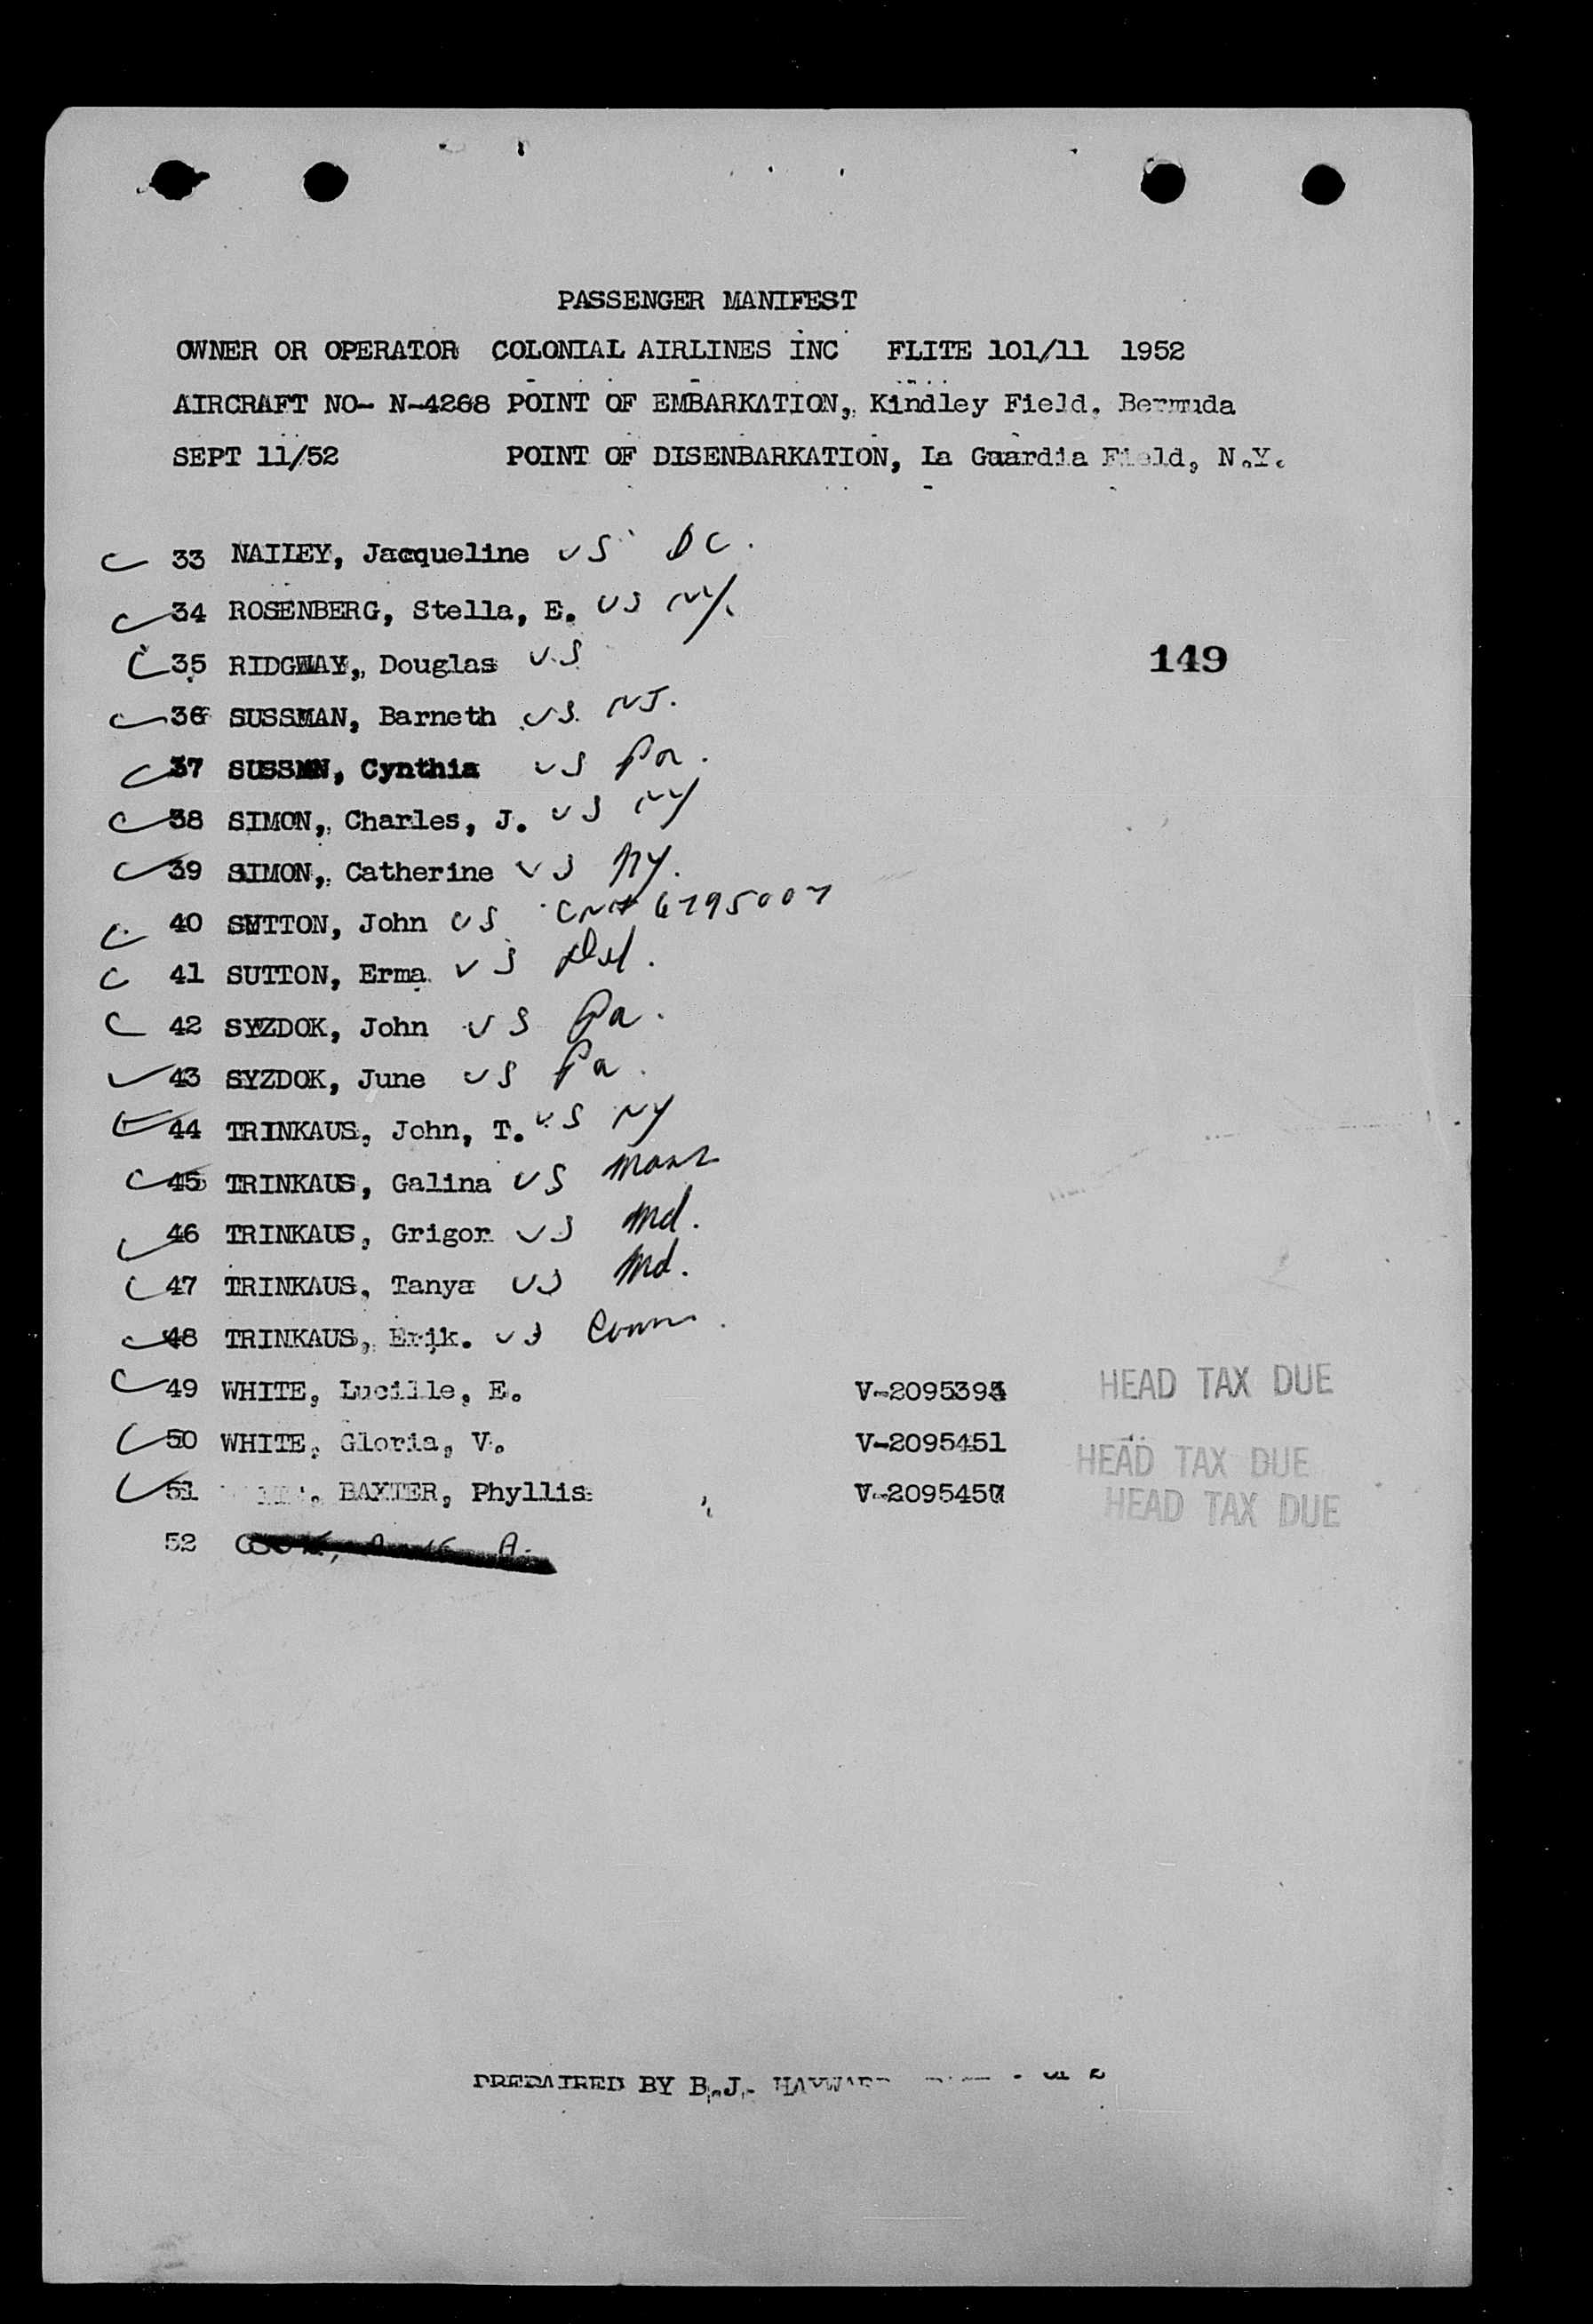 PASSENGER MANIFEST
OWNER OR OPERATOR COLONIAL AIRLINES INC FLITE 101/11 1952
AIRCRAFT NO- N-4268 POINT OF EMBARKATION, Kindley Field, Bermuda
SEPT 11/52 POINT OF DISENBARKATION, La Guardia Field, N.Y.
33 NAILEY, Jacqueline US DC.
34 ROSENBERG, Stella, E. US NY.
35 RIDGWAY, Douglas US
149
36 SUSSMAN, Barneth US NJ.
37 SUSSMN, Cynthia US Pa.
38 SIMON, Charles, J. US NY
39 SIMON, Catherine US NY.
40 SUTTON, John US
41 SUTTON, Erma US
42 SYZDOK, John US Pa.
43 SYZDOK, June US Pa.
44 TRINKAUS, John, T. US NY
45 TRINKAUS, Galina US Mass
46 TRINKAUS, Grigor US Md.
47 TRINKAUS, Tanya US Md.
48 TRINKAUS, Erik. US Conn.
49 WHITE, Lucille, E. HEAD TAX DUE
50 WHITE, Gloria, V. V-2095451 HEAD TAX DUE
51 BAXTER, Phyllis HEAD TAX DUE
52
PREPAIRED BY B.J. HAYWARD